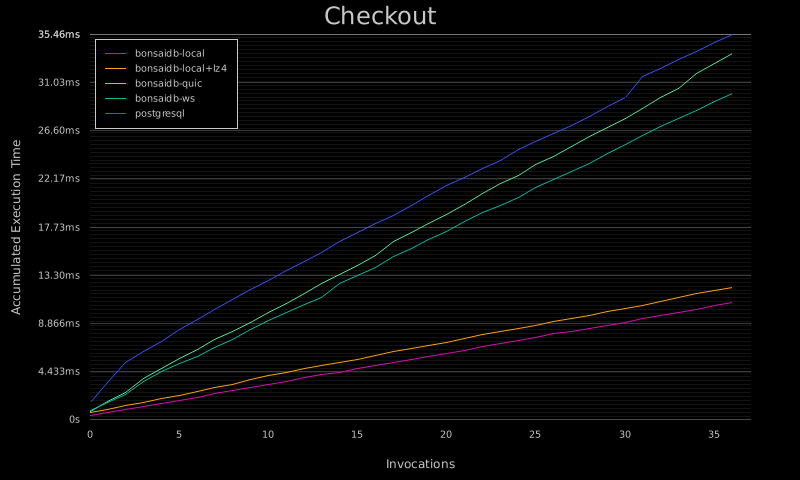 Checkout
35.46ms
31.03ms
26.60ms
22.17ms
17.73ms
13.30ms
8.866ms
4.433ms
0s
Accumulated Execution Time
bonsaidb-local
bonsaidb-local+lz4
bonsaidb-quic
bonsaidb-ws
postgresql
0 5 10 15 20 25 30 35
Invocations